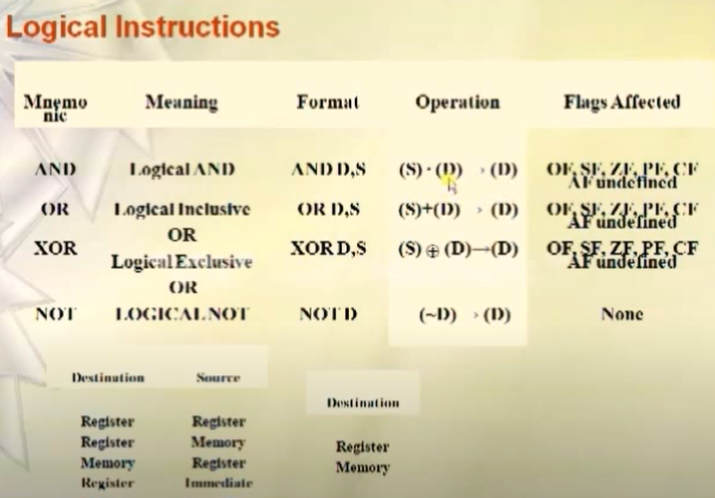 Logical Instructions
Mnemo
nic
Meaning
Format
Operation
Flags Affected
AND
Logical AND
AND D,S
(S) · (D) → (D)
OF, SF, ZF, PF, CF
AF undefined
OR
Logical Inclusive
OR
OR D,S
(S)+(D) → (D)
OF, SF, ZF, PF, CF
AF undefined
XOR
Logical Exclusive
OR
XOR D,S
(S) ⊕ (D)→(D)
OF, SF, ZF, PF, CF
AF undefined
NOT
LOGICAL NOT
NOT D
(~D) → (D)
None
Destination Source
Register Register
Register Memory
Memory Register
Register Immediate
Destination
Register
Memory